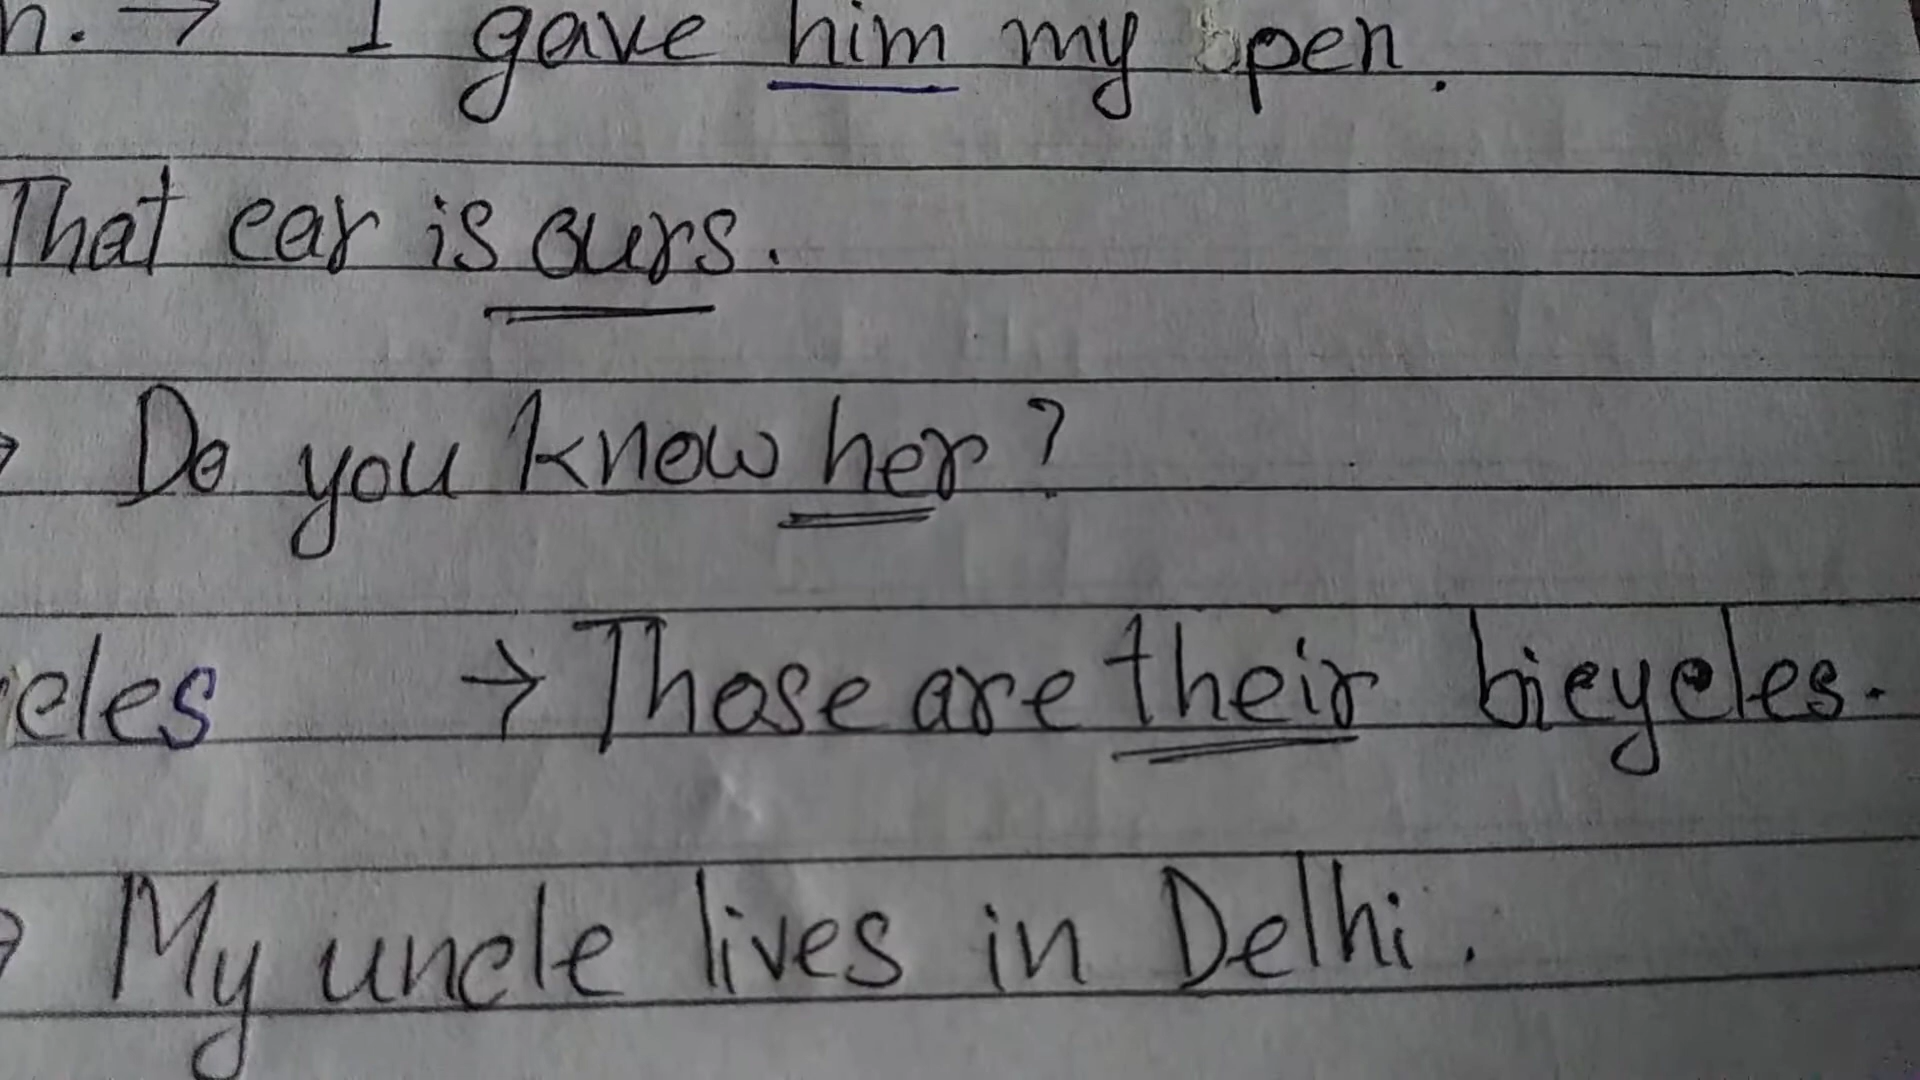 n. → I gave him my pen.
That car is ours.
→ Do you know her?
cles → Those are their bicycles.
→ My uncle lives in Delhi.